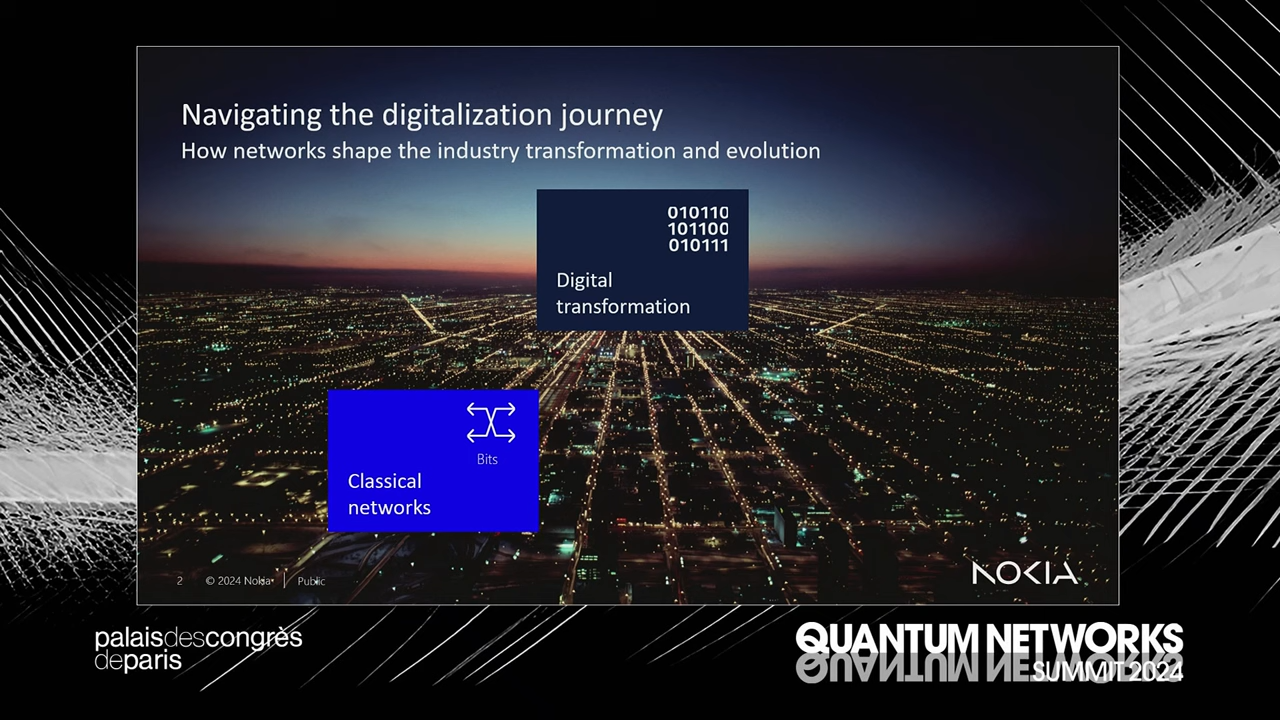 Navigating the digitalization journey
How networks shape the industry transformation and evolution
010110
101100
010111
Digital
transformation
Bits
Classical
networks
2 © 2024 Nokia Public
NOKIA
palaisdescongrès
deparis
QUANTUM NETWORKS
SUMMIT 2024